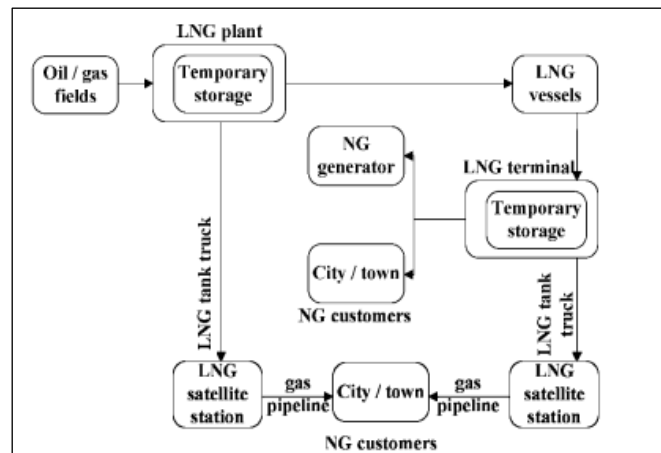 LNG plant
Oil / gas
fields
Temporary
storage
LNG
vessels
NG
generator
LNG terminal
Temporary
storage
City / town
NG customers
LNG tank truck
LNG tank
truck
LNG
satellite
station
gas
pipeline
City / town
gas
pipeline
LNG
satellite
station
NG customers